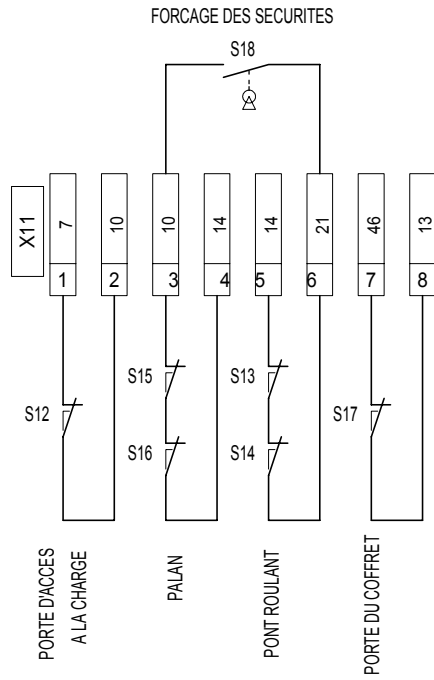 FORCAGE DES SECURITES
S18
X11
7
10
10
14
14
21
46
13
1
2
3
4
5
6
7
8
S15
S13
S12
S17
S16
S14
PORTE D'ACCES
A LA CHARGE
PALAN
PONT ROULANT
PORTE DU COFFRET